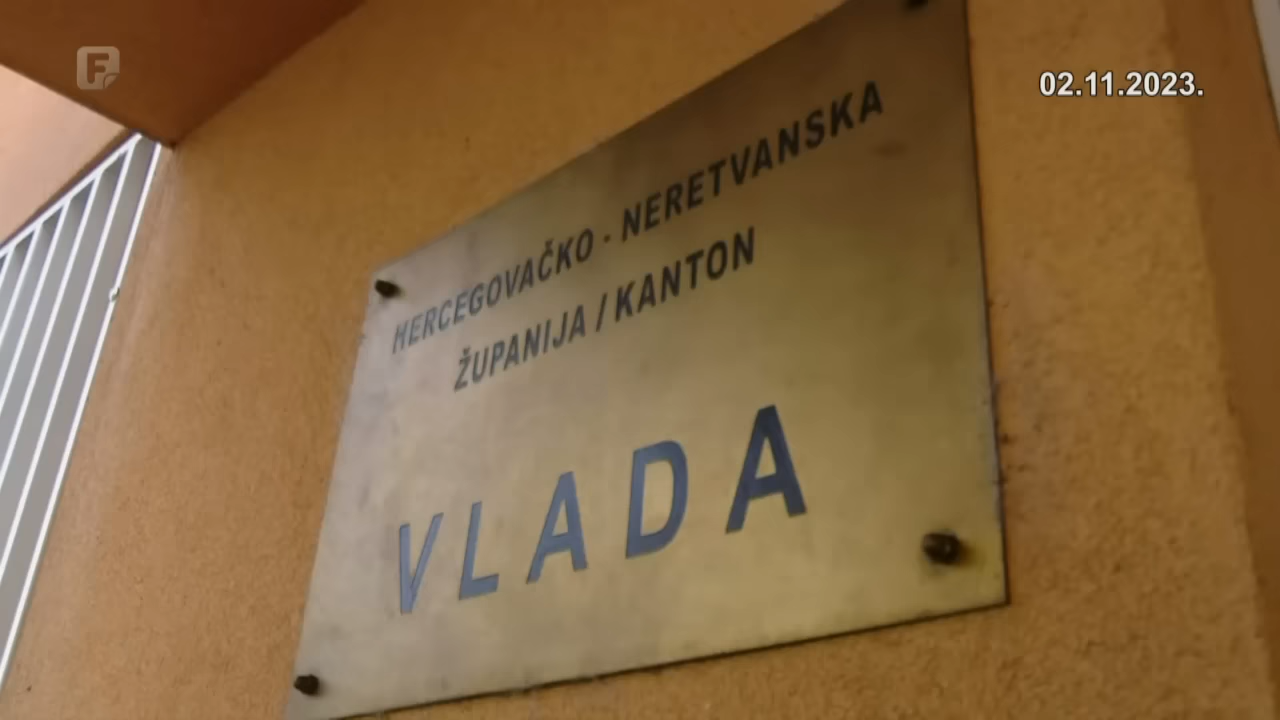 F
02.11.2023.
HERCEGOVAČKO - NERETVANSKA
ŽUPANIJA / KANTON
VLADA